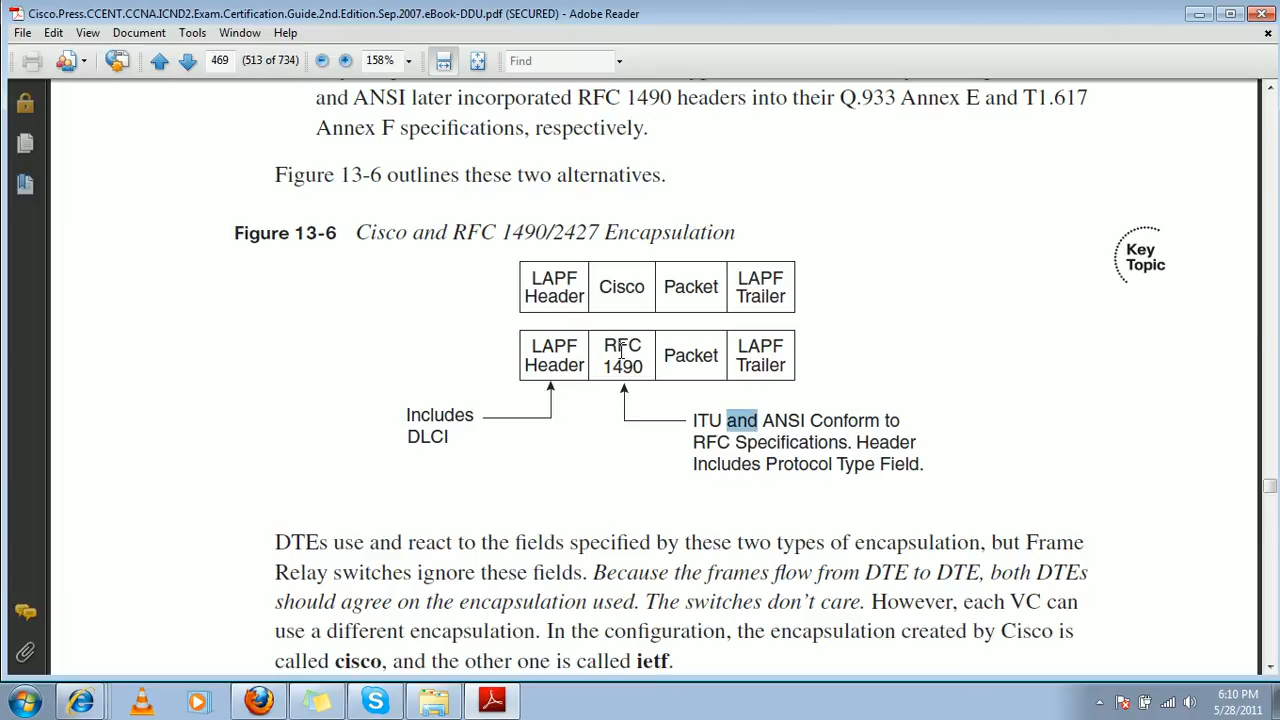 Cisco.Press.CCENT.CCNA.ICND2.Exam.Certification.Guide.2nd.Edition.Sep.2007.eBook-DDU.pdf (SECURED) - Adobe Reader
File Edit View Document Tools Window Help
469 (513 of 734) 158% Find
and ANSI later incorporated RFC 1490 headers into their Q.933 Annex E and T1.617
Annex F specifications, respectively.
Figure 13-6 outlines these two alternatives.
Figure 13-6 Cisco and RFC 1490/2427 Encapsulation
Key
Topic
LAPF
Header
Cisco
Packet
LAPF
Trailer
LAPF
Header
RFC
1490
Packet
LAPF
Trailer
Includes
DLCI
ITU and ANSI Conform to
RFC Specifications. Header
Includes Protocol Type Field.
DTEs use and react to the fields specified by these two types of encapsulation, but Frame
Relay switches ignore these fields. Because the frames flow from DTE to DTE, both DTEs
should agree on the encapsulation used. The switches don't care. However, each VC can
use a different encapsulation. In the configuration, the encapsulation created by Cisco is
called cisco, and the other one is called ietf.
6:10 PM
5/28/2011